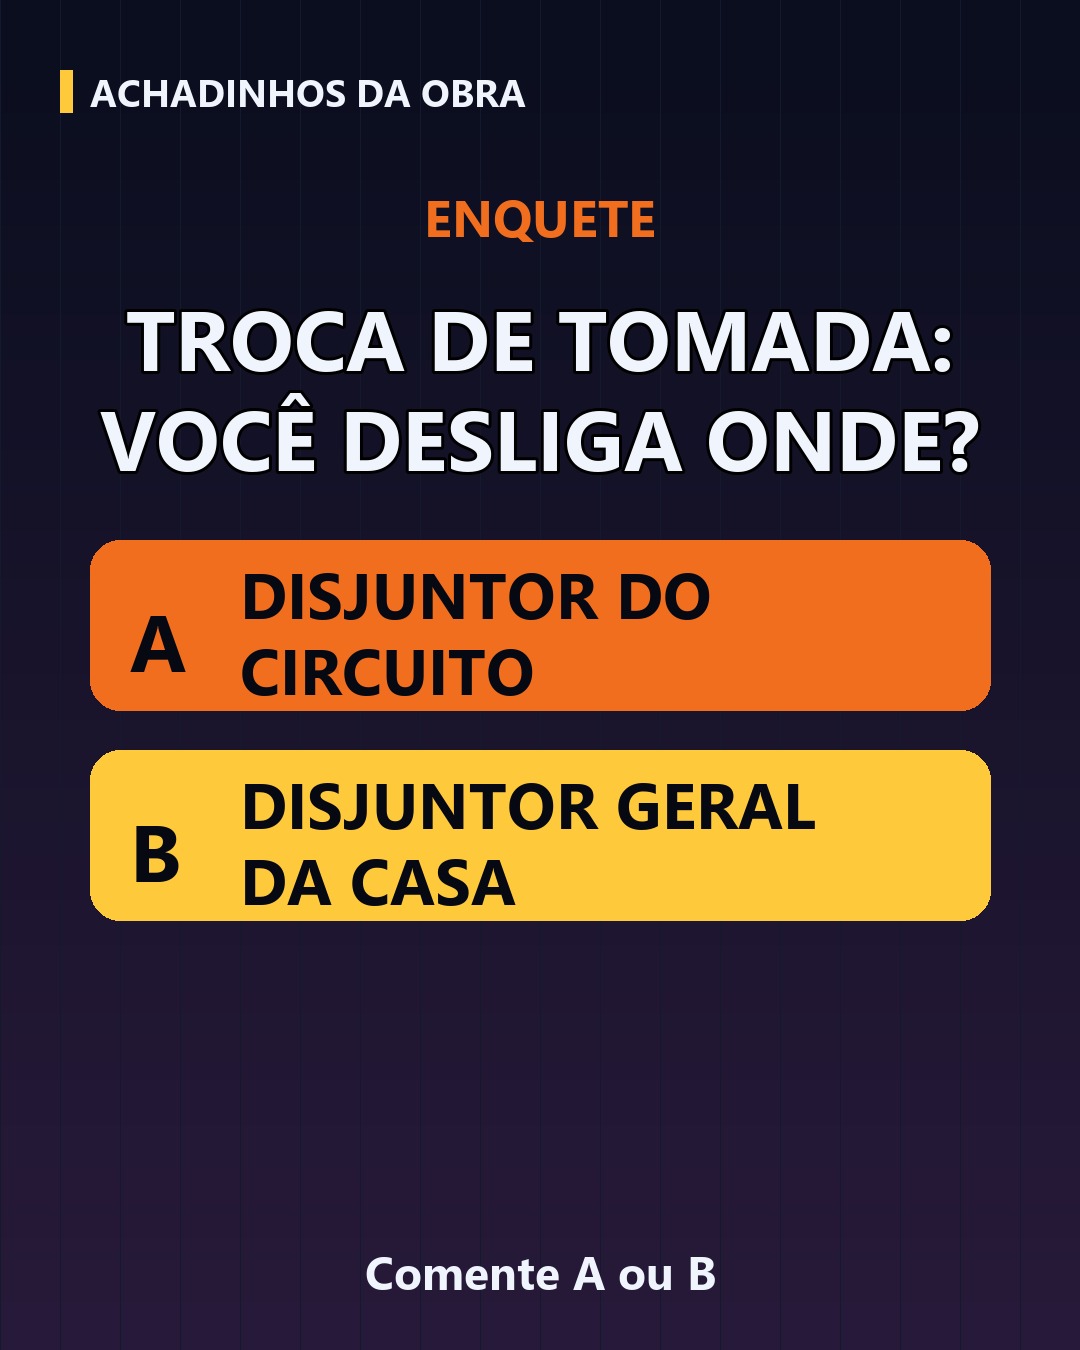 ACHADINHOS DA OBRA
ENQUETE
TROCA DE TOMADA:
VOCÊ DESLIGA ONDE?
A
DISJUNTOR DO
CIRCUITO
B
DISJUNTOR GERAL
DA CASA
Comente A ou B